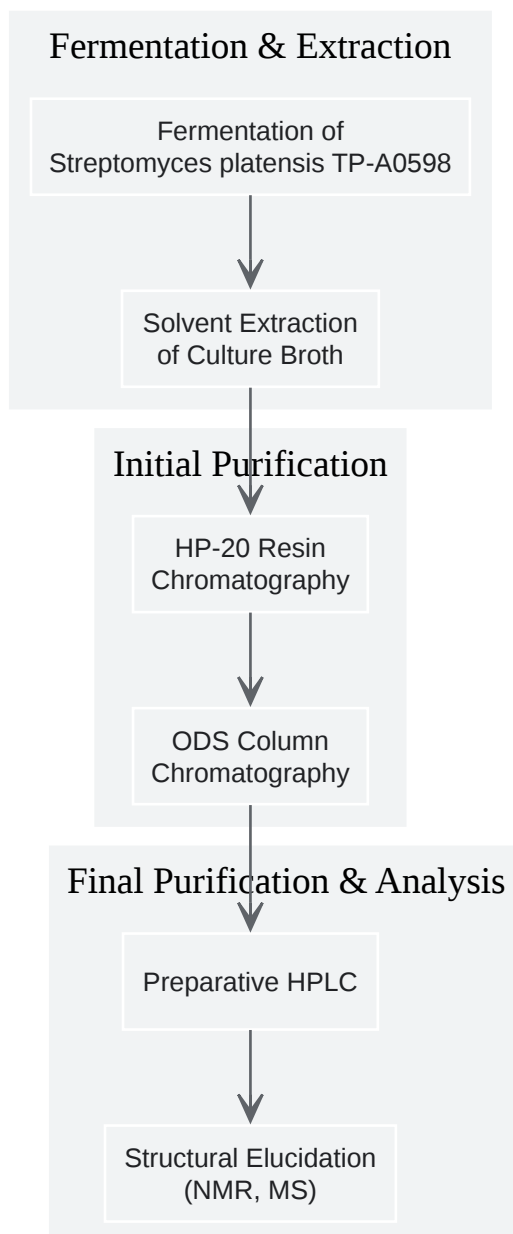 Fermentation & Extraction
Fermentation of
Streptomyces platensis TP-A0598
Solvent Extraction
of Culture Broth
Initial Purification
HP-20 Resin
Chromatography
ODS Column
Chromatography
Final Purification & Analysis
Preparative HPLC
Structural Elucidation
(NMR, MS)